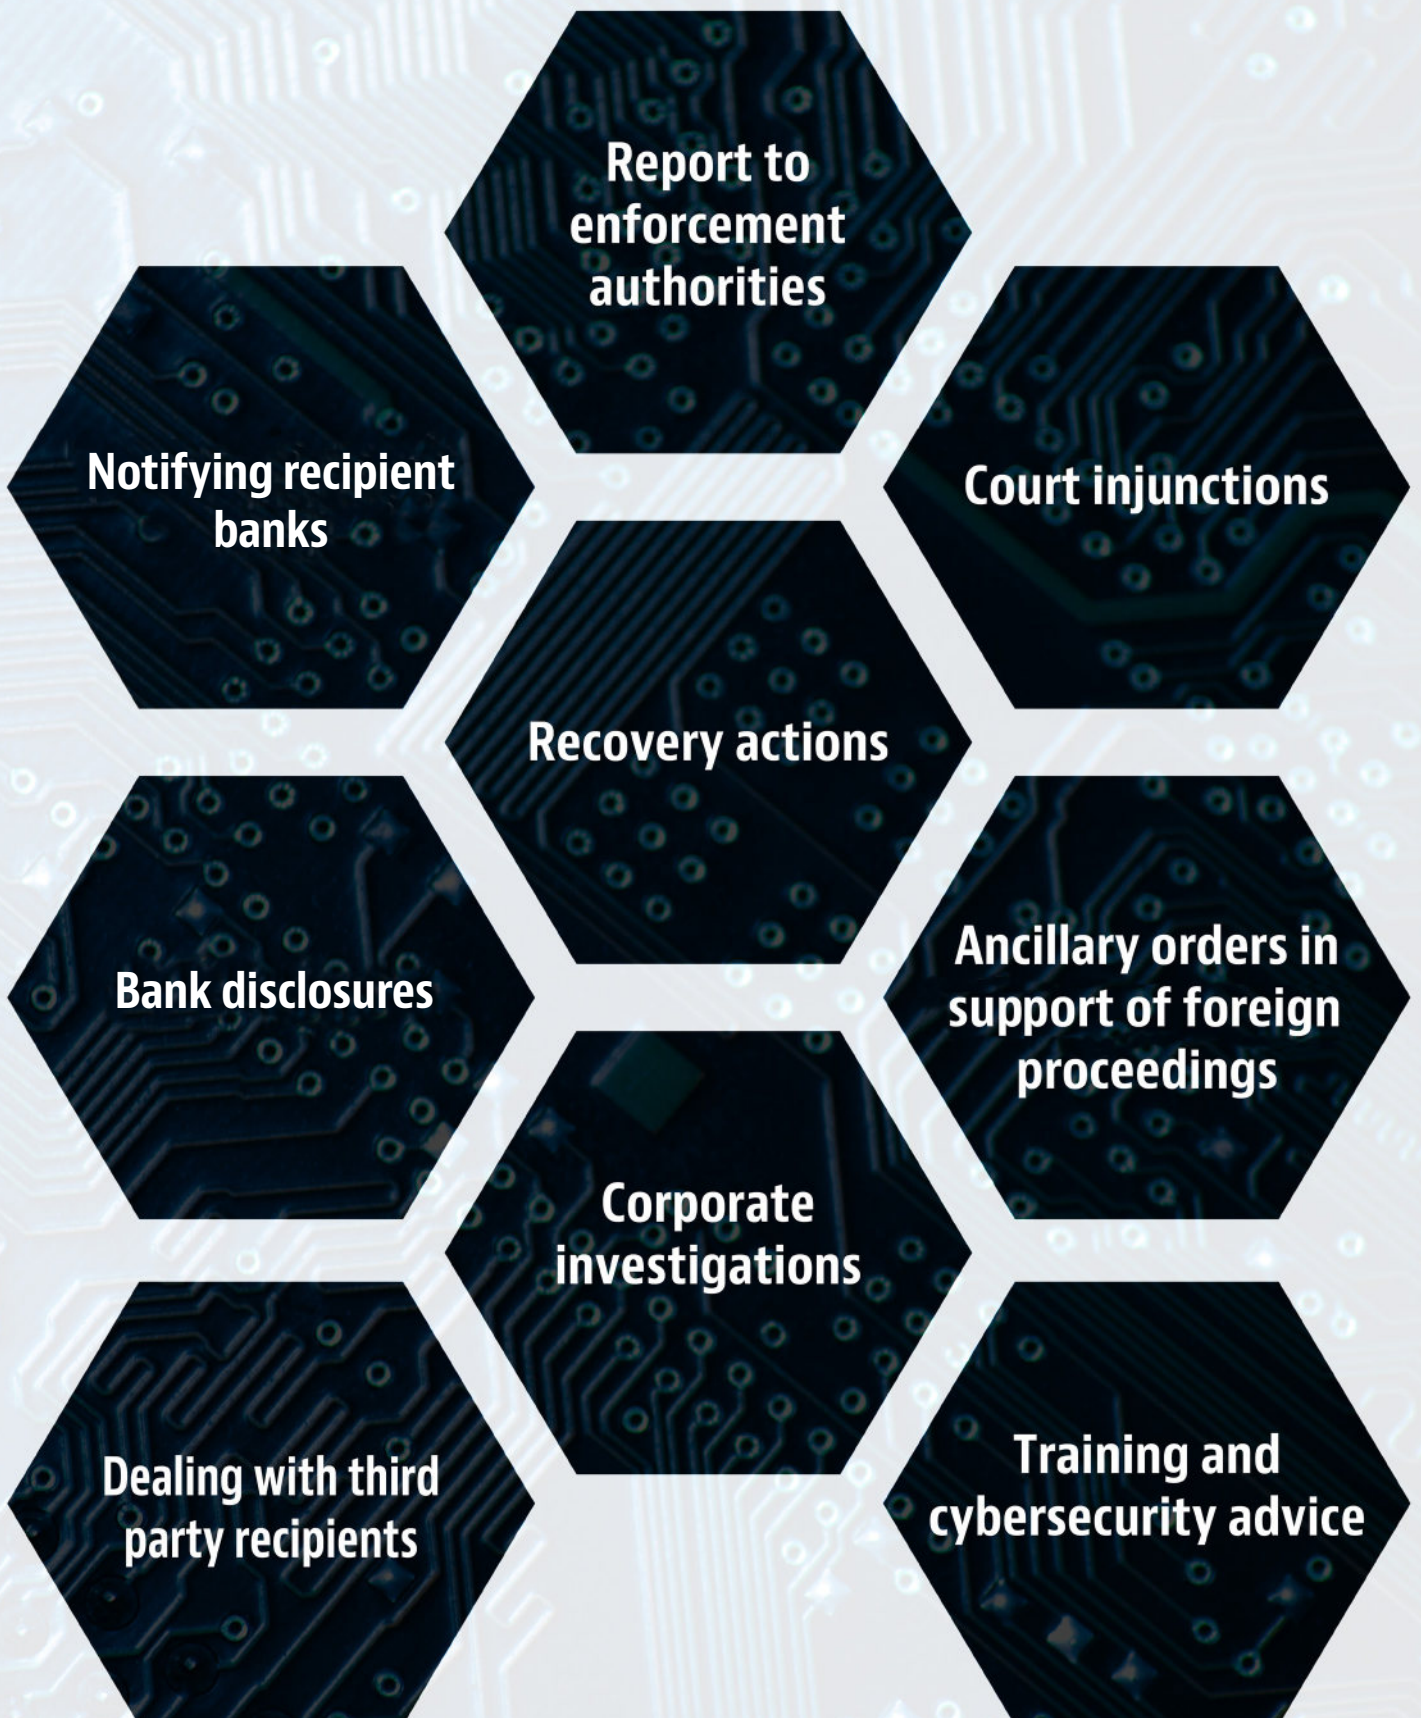 Report to
enforcement
authorities
Notifying recipient
banks
Court injunctions
Recovery actions
Bank disclosures
Ancillary orders in
support of foreign
proceedings
Corporate
investigations
Dealing with third
party recipients
Training and
cybersecurity advice